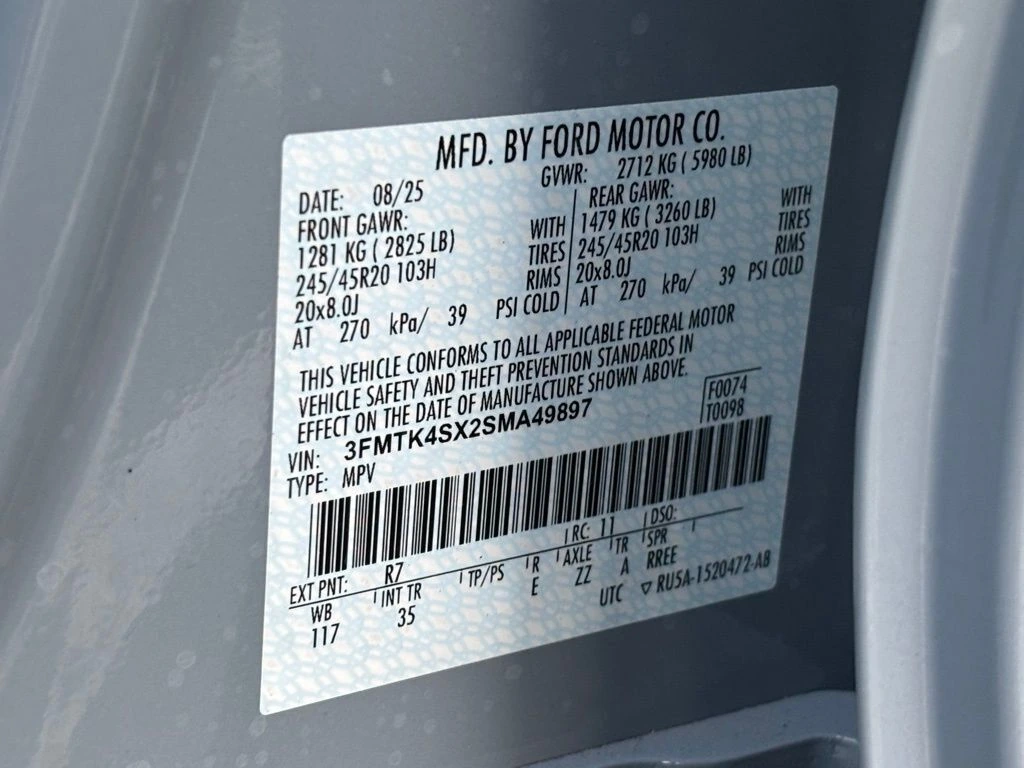 MFD. BY FORD MOTOR CO.
DATE: 08/25 GVWR: 2712 KG ( 5980 LB)
FRONT GAWR: REAR GAWR:
1281 KG ( 2825 LB) WITH 1479 KG ( 3260 LB) WITH
245/45R20 103H TIRES 245/45R20 103H TIRES
20x8.0J RIMS 20x8.0J RIMS
AT 270 kPa/ 39 PSI COLD AT 270 kPa/ 39 PSI COLD
THIS VEHICLE CONFORMS TO ALL APPLICABLE FEDERAL MOTOR
VEHICLE SAFETY AND THEFT PREVENTION STANDARDS IN
EFFECT ON THE DATE OF MANUFACTURE SHOWN ABOVE.
F0074
T0098
VIN: 3FMTK4SX2SMA49897
TYPE: MPV
EXT PNT: R7 RC: 11 DSO:
WB INT TR TP/PS R AXLE TR SPR
117 35 E ZZ A RREE
UTC ▽ RU5A-1520472-AB